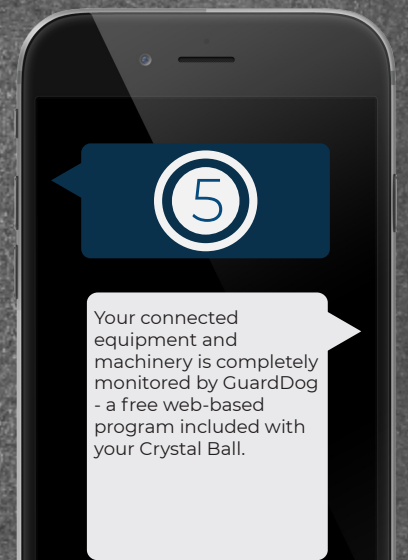 5
Your connected
equipment and
machinery is completely
monitored by GuardDog
- a free web-based
program included with
your Crystal Ball.